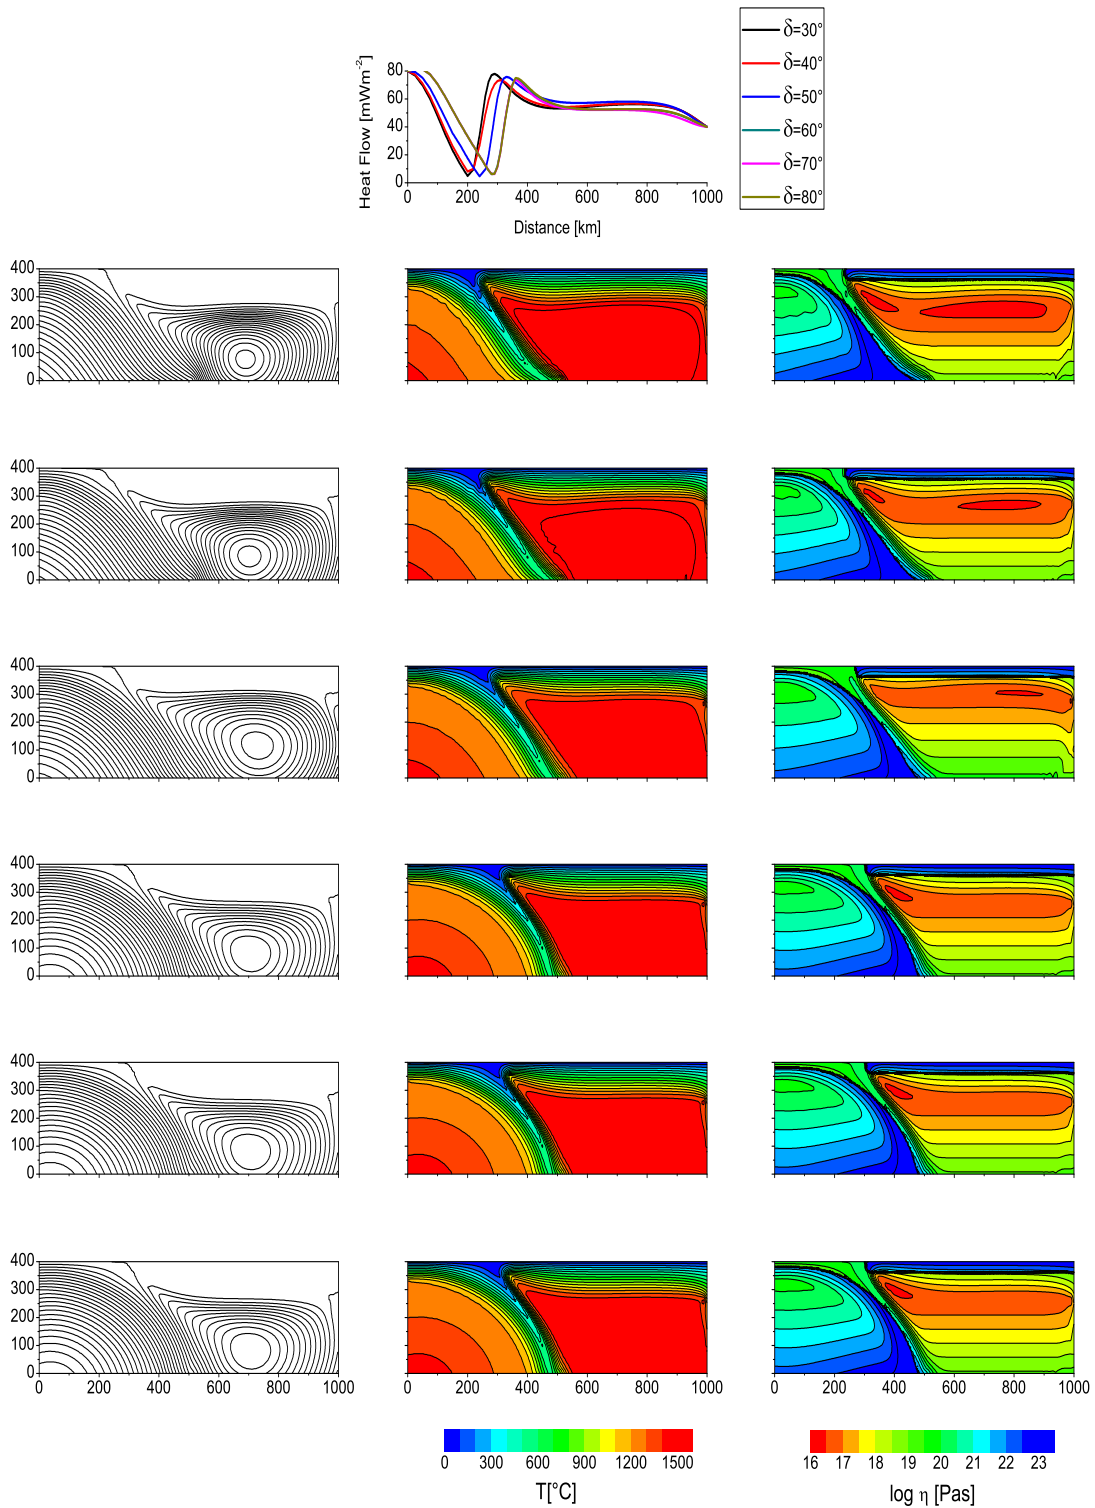 Heat Flow [mWm-2]
80
60
40
20
0
0 200 400 600 800 1000
Distance [km]
δ=30°
δ=40°
δ=50°
δ=60°
δ=70°
δ=80°
400
300
200
100
0
400
300
200
100
0
400
300
200
100
0
400
300
200
100
0
400
300
200
100
0
400
300
200
100
0
0 200 400 600 800 1000
0 200 400 600 800 1000
0 200 400 600 800 1000
0 300 600 900 1200 1500
T[°C]
16 17 18 19 20 21 22 23
log η [Pas]